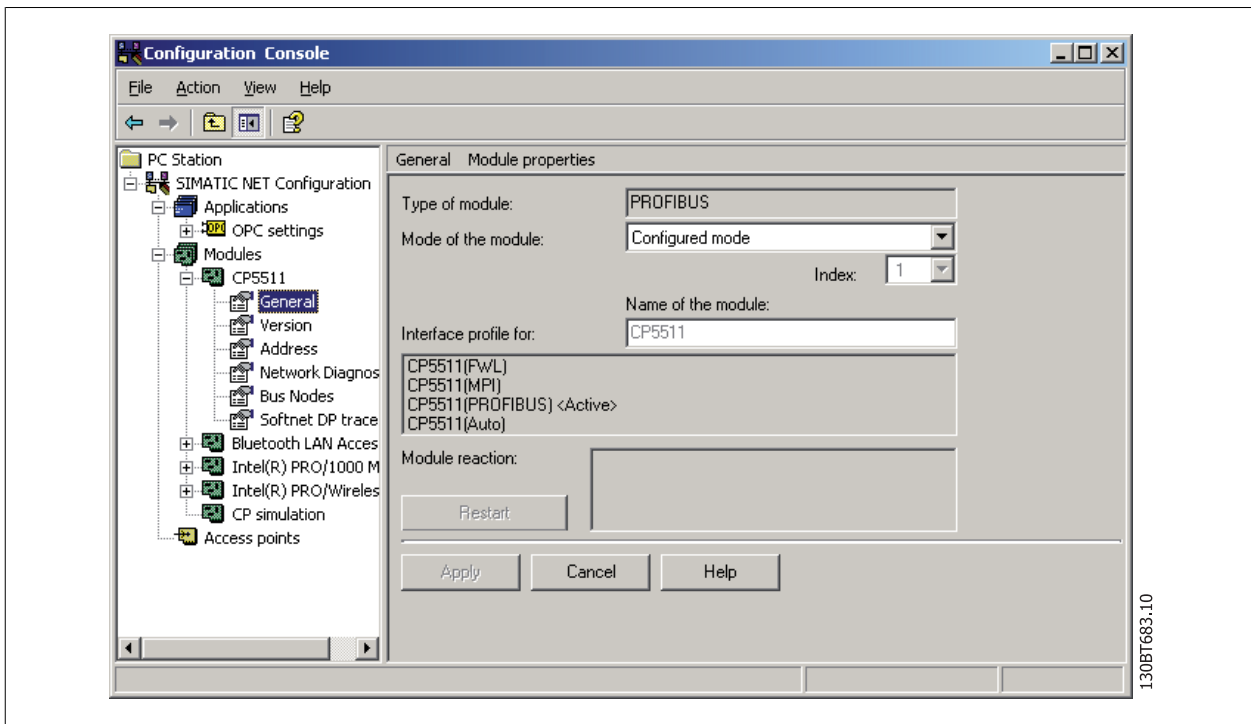 Configuration Console
File Action View Help
PC Station
SIMATIC NET Configuration
Applications
OPC settings
Modules
CP5511
General
Version
Address
Network Diagnos
Bus Nodes
Softnet DP trace
Bluetooth LAN Acces
Intel(R) PRO/1000 M
Intel(R) PRO/Wireles
CP simulation
Access points
General Module properties
Type of module: PROFIBUS
Mode of the module: Configured mode
Index: 1
Name of the module:
Interface profile for: CP5511
CP5511(FWL)
CP5511(MPI)
CP5511(PROFIBUS) <Active>
CP5511(Auto)
Module reaction:
Restart
Apply Cancel Help
130BT683.10